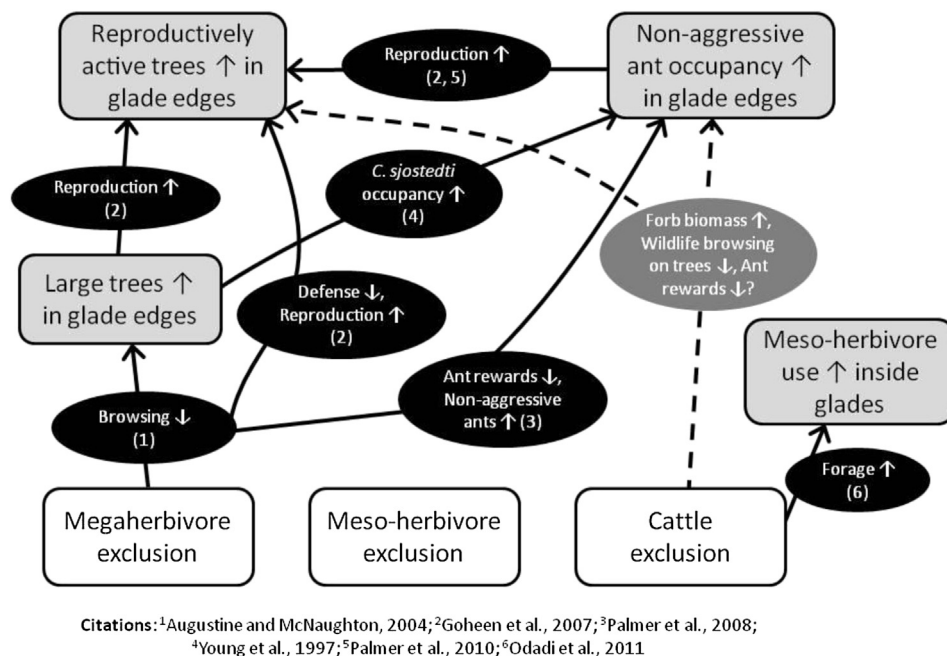 Reproductively
active trees ↑ in
glade edges
Reproduction ↑
(2, 5)
Non-aggressive
ant occupancy ↑
in glade edges
Reproduction ↑
(2)
C. sjostedti
occupancy ↑
(4)
Forb biomass ↑,
Wildlife browsing
on trees ↓, Ant
rewards ↓?
Large trees ↑
in glade edges
Defense ↓,
Reproduction ↑
(2)
Meso-herbivore
use ↑ inside
glades
Browsing ↓
(1)
Ant rewards ↓,
Non-aggressive
ants ↑ (3)
Forage ↑
(6)
Megaherbivore
exclusion
Meso-herbivore
exclusion
Cattle
exclusion
Citations: ¹Augustine and McNaughton, 2004; ²Goheen et al., 2007; ³Palmer et al., 2008;
⁴Young et al., 1997; ⁵Palmer et al., 2010; ⁶Odadi et al., 2011